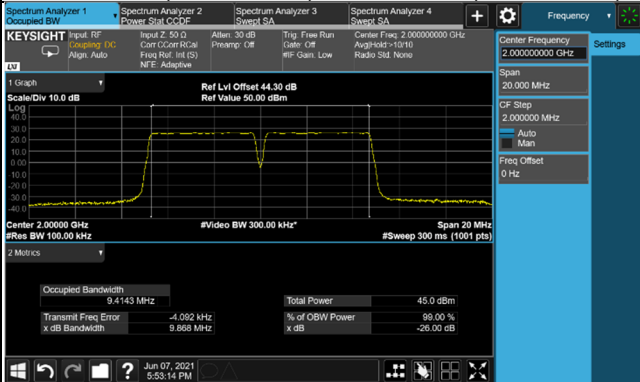 Spectrum Analyzer 1
Occupied BW
Spectrum Analyzer 2
Power Stat CCDF
Spectrum Analyzer 3
Swept SA
Spectrum Analyzer 4
Swept SA
+
Frequency
KEYSIGHT
Input: RF
Coupling: DC
Align: Auto
Input Z: 50 Ω
Corr CCorr RCal
Freq Ref: Int (S)
NFE: Adaptive
Atten: 30 dB
Preamp: Off
Trig: Free Run
Gate: Off
#IF Gain: Low
Center Freq: 2.000000000 GHz
Avg|Hold:>10/10
Radio Std: None
LXI
Center Frequency
2.000000000 GHz
Settings
Span
20.000 MHz
CF Step
2.000000 MHz
Auto
Man
Freq Offset
0 Hz
1 Graph
Scale/Div 10.0 dB
Ref Lvl Offset 44.30 dB
Ref Value 50.00 dBm
Log
40.0
30.0
20.0
10.0
0.00
-10.0
-20.0
-30.0
-40.0
Center 2.00000 GHz
#Res BW 100.00 kHz
#Video BW 300.00 kHz*
Span 20 MHz
#Sweep 300 ms (1001 pts)
2 Metrics
Occupied Bandwidth
9.4143 MHz
Total Power 45.0 dBm
Transmit Freq Error -4.092 kHz
% of OBW Power 99.00 %
x dB Bandwidth 9.868 MHz
x dB -26.00 dB
?
Jun 07, 2021
5:53:14 PM